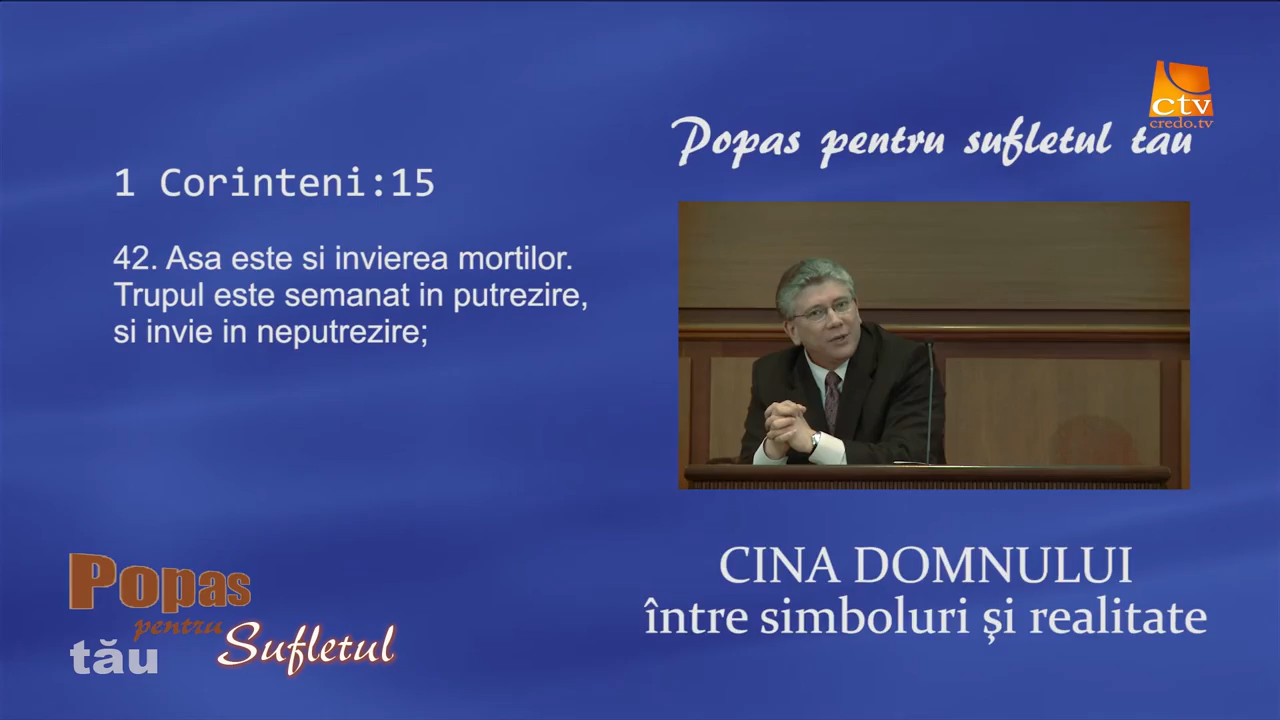 ctv
credo.tv
Popas pentru sufletul tau
1 Corinteni:15
42. Asa este si invierea mortilor.
Trupul este semanat in putrezire,
si invie in neputrezire;
CINA DOMNULUI
între simboluri şi realitate
Popas
pentru
Sufletul
tău